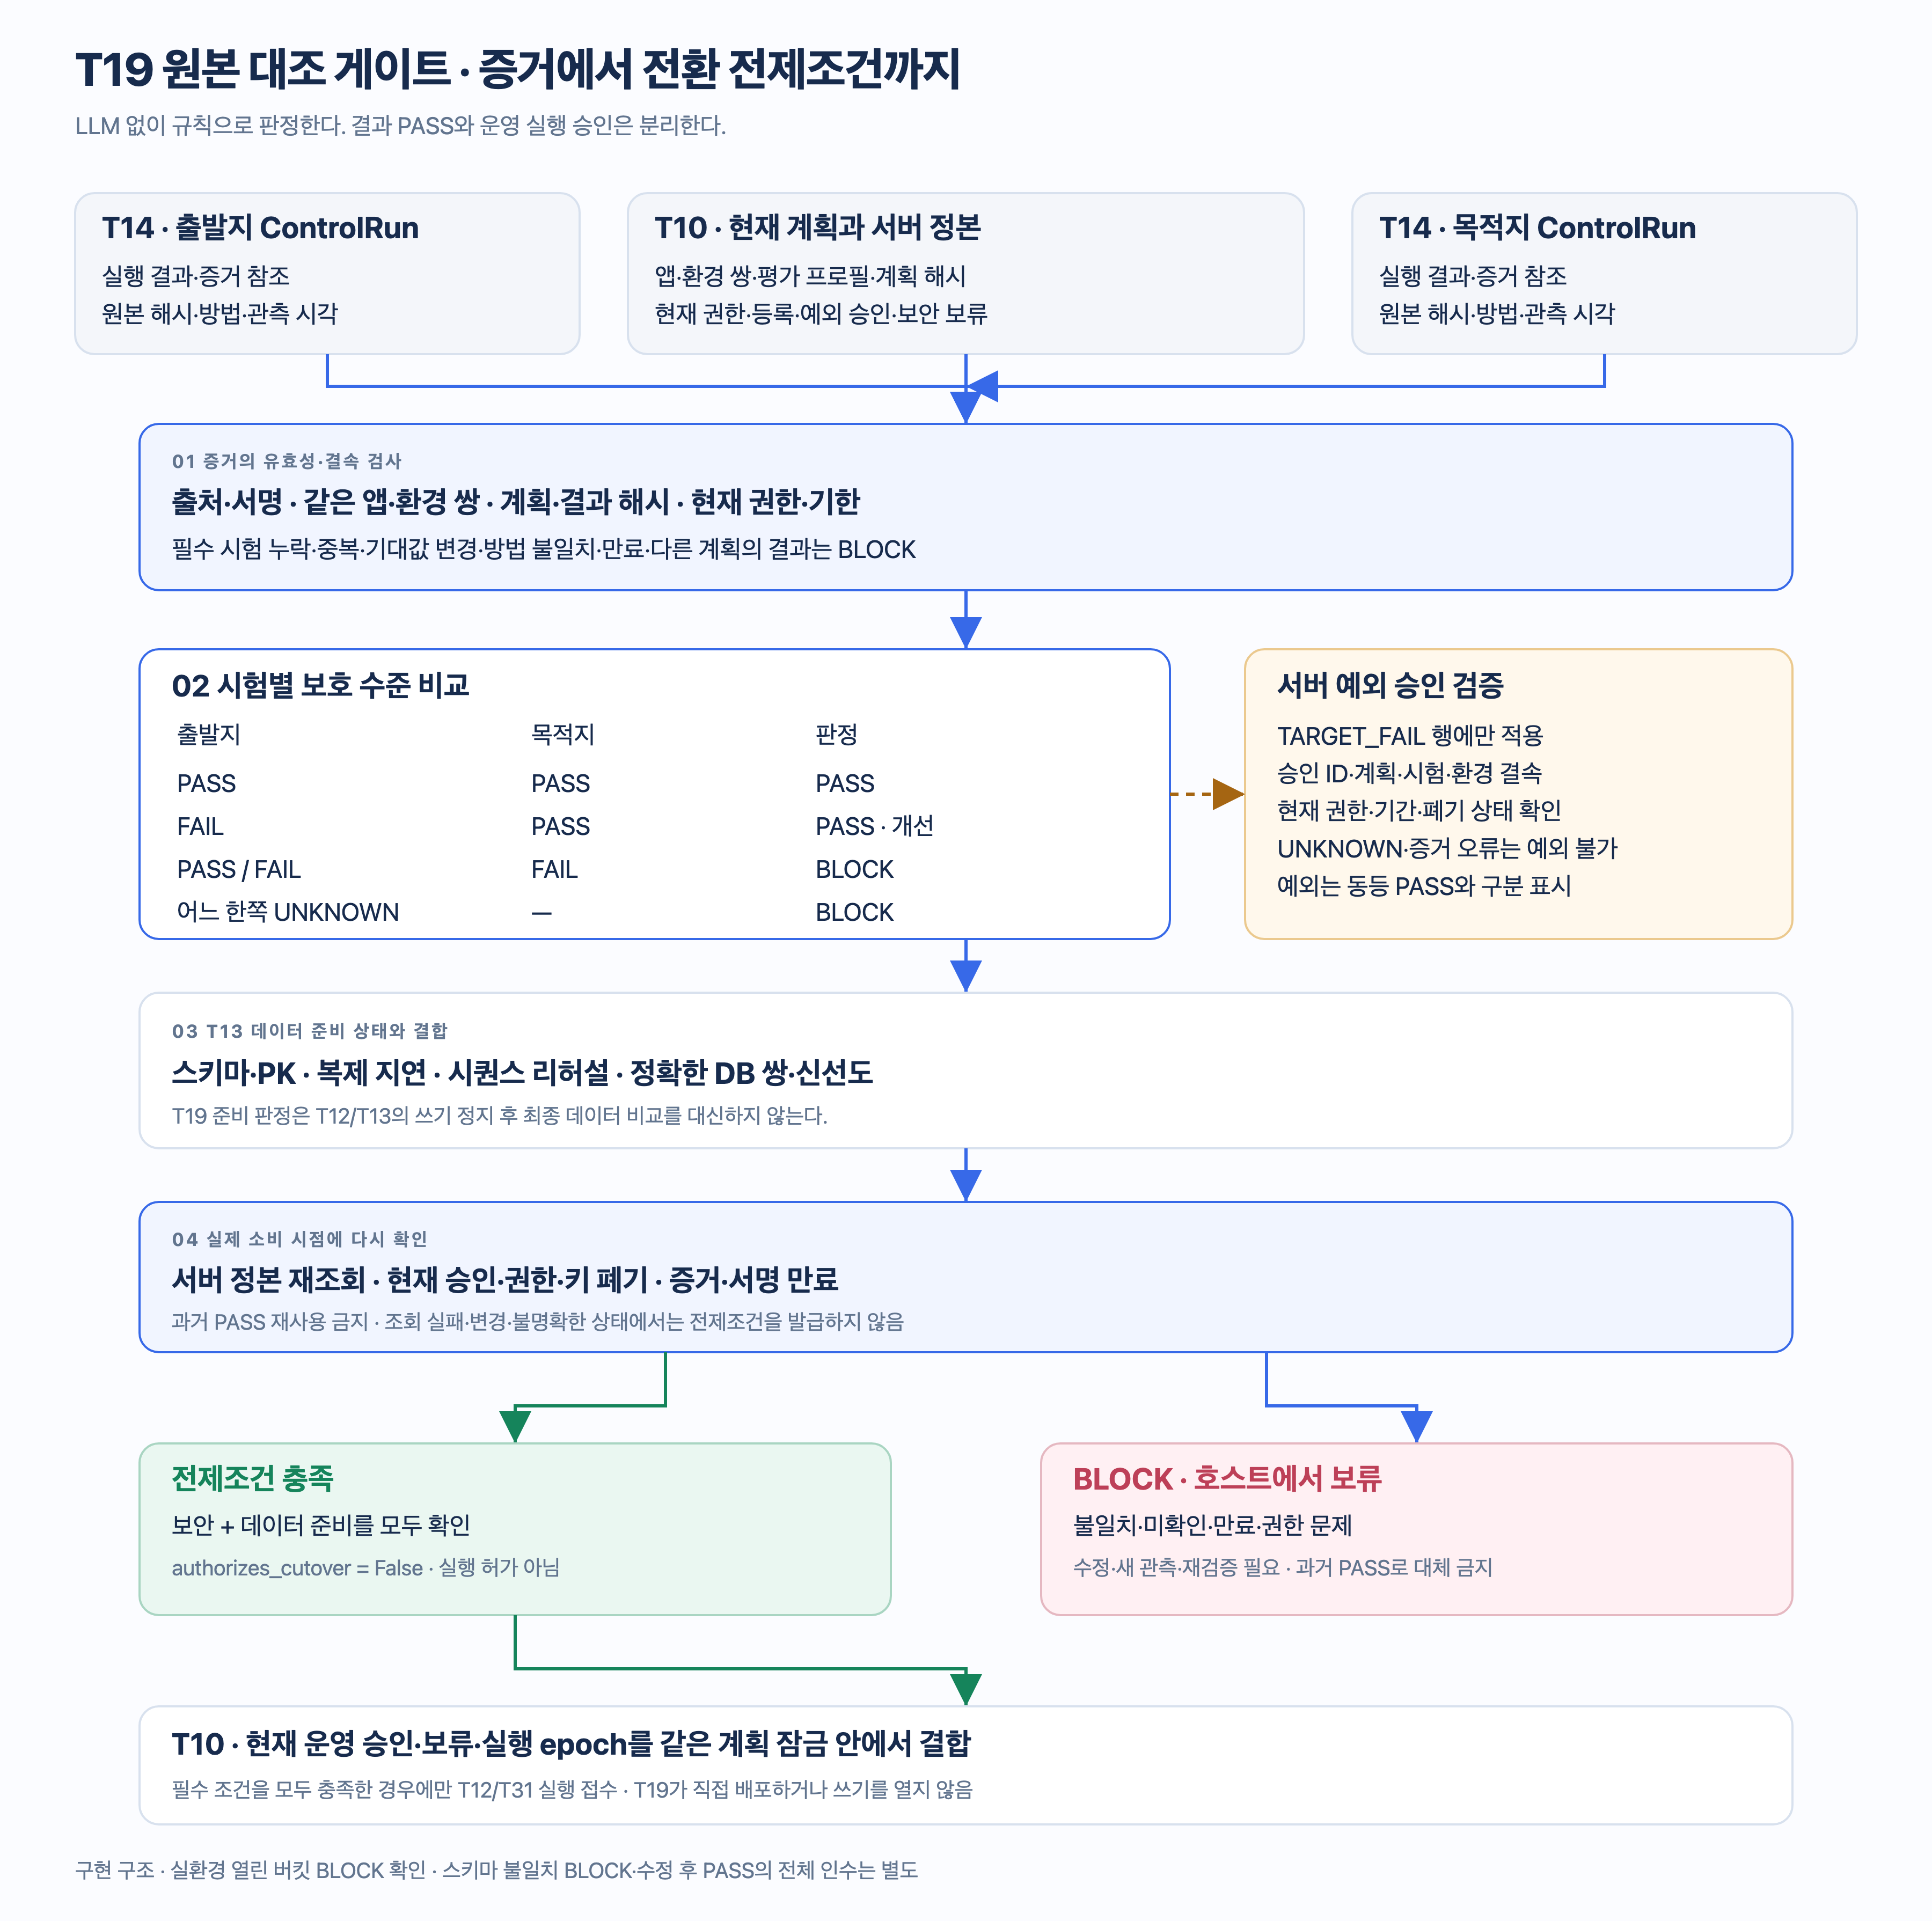 T19 원본 대조 게이트 · 증거에서 전환 전제조건까지
LLM 없이 규칙으로 판정한다. 결과 PASS와 운영 실행 승인은 분리한다.
T14 · 출발지 ControlRun
실행 결과·증거 참조
원본 해시·방법·관측 시각
T10 · 현재 계획과 서버 정본
앱·환경 쌍·평가 프로필·계획 해시
현재 권한·등록·예외 승인·보안 보류
T14 · 목적지 ControlRun
실행 결과·증거 참조
원본 해시·방법·관측 시각
01 증거의 유효성·결속 검사
출처·서명 · 같은 앱·환경 쌍 · 계획·결과 해시 · 현재 권한·기한
필수 시험 누락·중복·기대값 변경·방법 불일치·만료·다른 계획의 결과는 BLOCK
02 시험별 보호 수준 비교
출발지 목적지 판정
PASS PASS PASS
FAIL PASS PASS · 개선
PASS / FAIL FAIL BLOCK
어느 한쪽 UNKNOWN — BLOCK
서버 예외 승인 검증
TARGET_FAIL 행에만 적용
승인 ID·계획·시험·환경 결속
현재 권한·기간·폐기 상태 확인
UNKNOWN·증거 오류는 예외 불가
예외는 동등 PASS와 구분 표시
03 T13 데이터 준비 상태와 결합
스키마·PK · 복제 지연 · 시퀀스 리허설 · 정확한 DB 쌍·신선도
T19 준비 판정은 T12/T13의 쓰기 정지 후 최종 데이터 비교를 대신하지 않는다.
04 실제 소비 시점에 다시 확인
서버 정본 재조회 · 현재 승인·권한·키 폐기 · 증거·서명 만료
과거 PASS 재사용 금지 · 조회 실패·변경·불명확한 상태에서는 전제조건을 발급하지 않음
전제조건 충족
보안 + 데이터 준비를 모두 확인
authorizes_cutover = False · 실행 허가 아님
BLOCK · 호스트에서 보류
불일치·미확인·만료·권한 문제
수정·새 관측·재검증 필요 · 과거 PASS로 대체 금지
T10 · 현재 운영 승인·보류·실행 epoch를 같은 계획 잠금 안에서 결합
필수 조건을 모두 충족한 경우에만 T12/T31 실행 접수 · T19가 직접 배포하거나 쓰기를 열지 않음
구현 구조 · 실환경 열린 버킷 BLOCK 확인 · 스키마 불일치 BLOCK·수정 후 PASS의 전체 인수는 별도